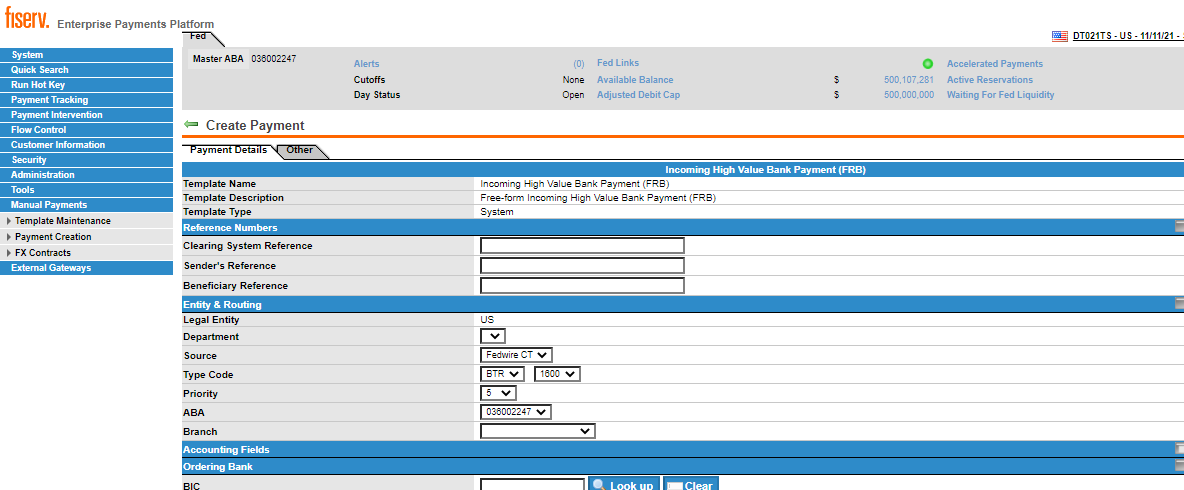 fiserv. Enterprise Payments Platform
DT021TS - US - 11/11/21 -
Fed
Master ABA 036002247
Alerts (0) Fed Links Accelerated Payments
Cutoffs None Available Balance $ 500,107,281 Active Reservations
Day Status Open Adjusted Debit Cap $ 500,000,000 Waiting For Fed Liquidity
System
Quick Search
Run Hot Key
Payment Tracking
Payment Intervention
Flow Control
Customer Information
Security
Administration
Tools
Manual Payments
Template Maintenance
Payment Creation
FX Contracts
External Gateways
Create Payment
Payment Details Other
Incoming High Value Bank Payment (FRB)
Template Name Incoming High Value Bank Payment (FRB)
Template Description Free-form Incoming High Value Bank Payment (FRB)
Template Type System
Reference Numbers
Clearing System Reference
Sender's Reference
Beneficiary Reference
Entity & Routing
Legal Entity US
Department
Source Fedwire CT
Type Code BTR 1600
Priority 5
ABA 036002247
Branch
Accounting Fields
Ordering Bank
BIC Look up Clear